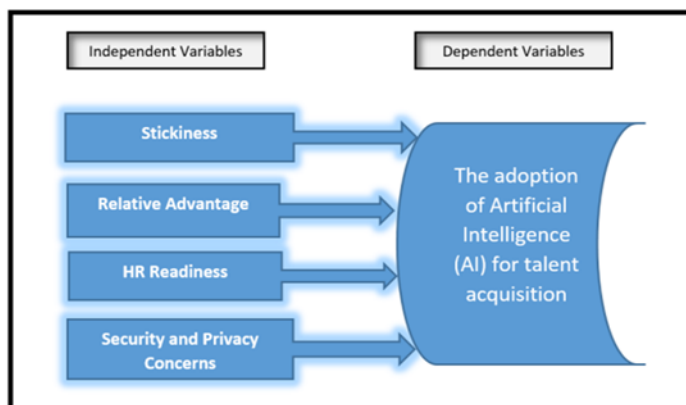 Independent Variables
Dependent Variables
Stickiness
Relative Advantage
HR Readiness
Security and Privacy
Concerns
The adoption
of Artificial
Intelligence
(AI) for talent
acquisition